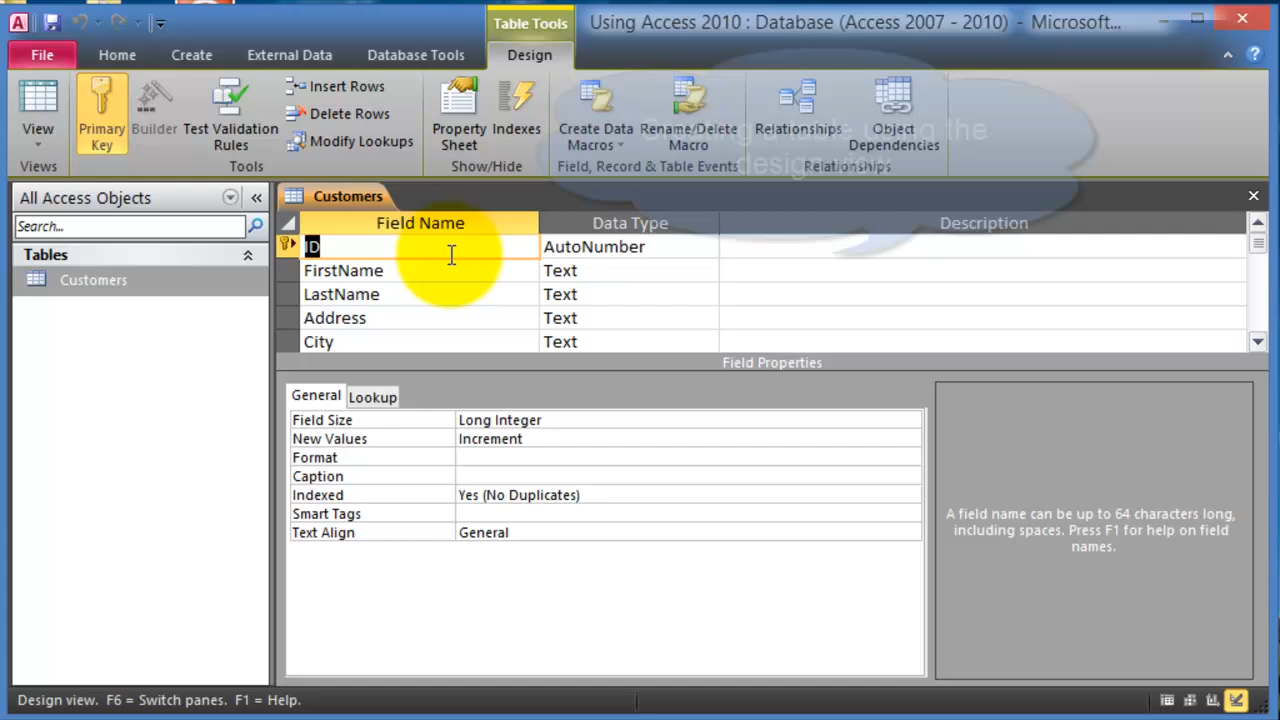 Table Tools
Using Access 2010 : Database (Access 2007 - 2010) - Microsoft...
File Home Create External Data Database Tools Design
View
Views
Primary
Key
Builder
Test Validation
Rules
Insert Rows
Delete Rows
Modify Lookups
Tools
Property
Sheet
Indexes
Show/Hide
Create Data
Macros
Rename/Delete
Macro
Field, Record & Table Events
Relationships
Object
Dependencies
Relationships
Creating a table using the
design view
All Access Objects
Search...
Tables
Customers
Customers
Field Name Data Type Description
ID AutoNumber
FirstName Text
LastName Text
Address Text
City Text
Field Properties
General Lookup
Field Size Long Integer
New Values Increment
Format
Caption
Indexed Yes (No Duplicates)
Smart Tags
Text Align General
A field name can be up to 64 characters long,
including spaces. Press F1 for help on field
names.
Design view. F6 = Switch panes. F1 = Help.